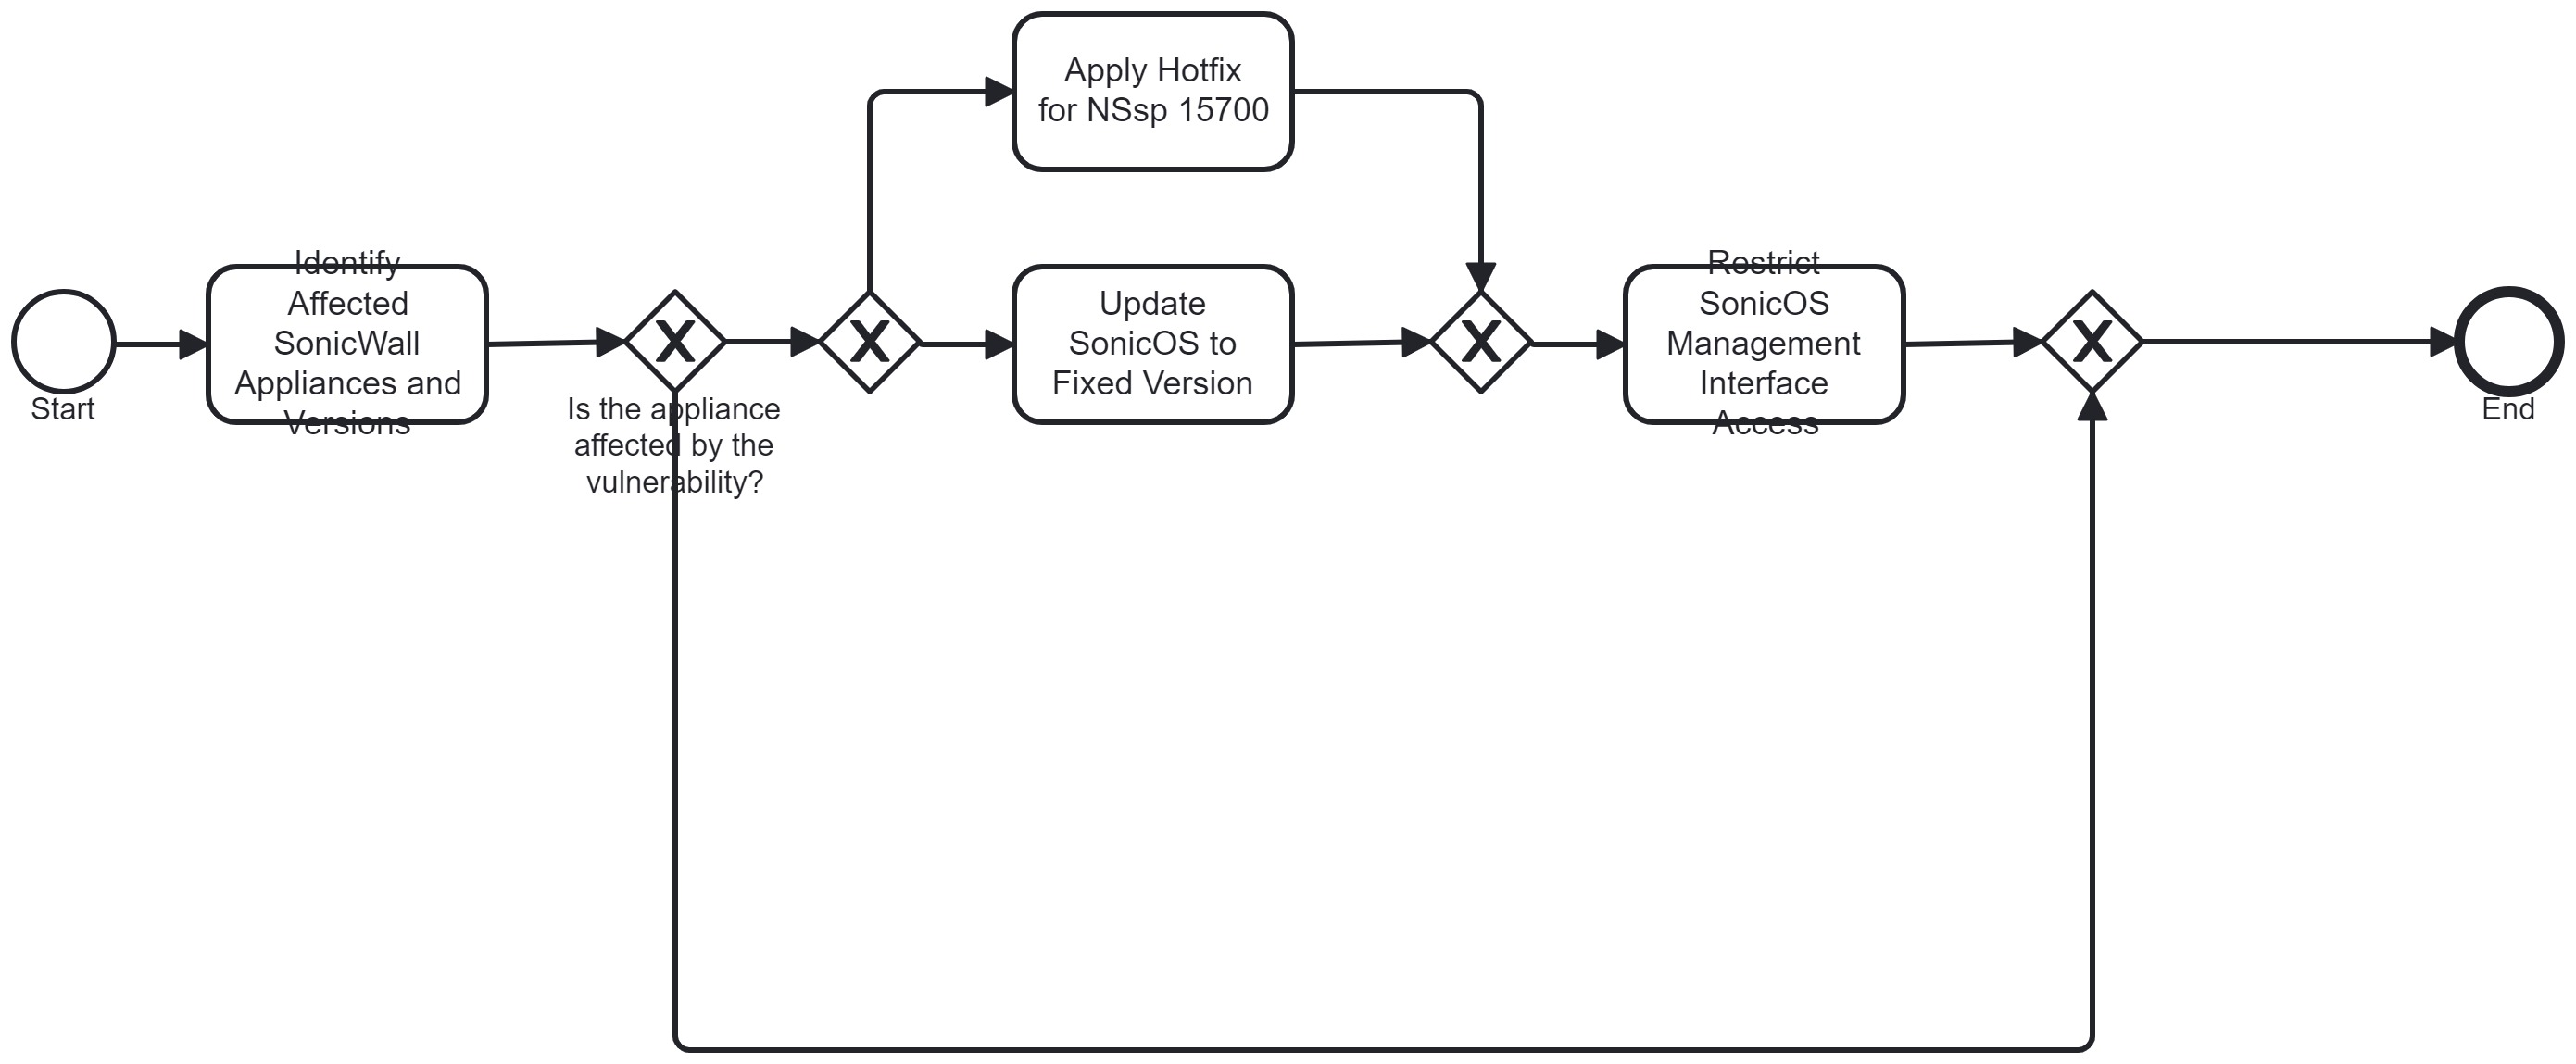 Apply Hotfix
for NSsp 15700
Start
Identify
Affected
SonicWall
Appliances and
Versions
Is the appliance
affected by the
vulnerability?
X
X
Update
SonicOS to
Fixed Version
X
Restrict
SonicOS
Management
Interface
Access
X
End